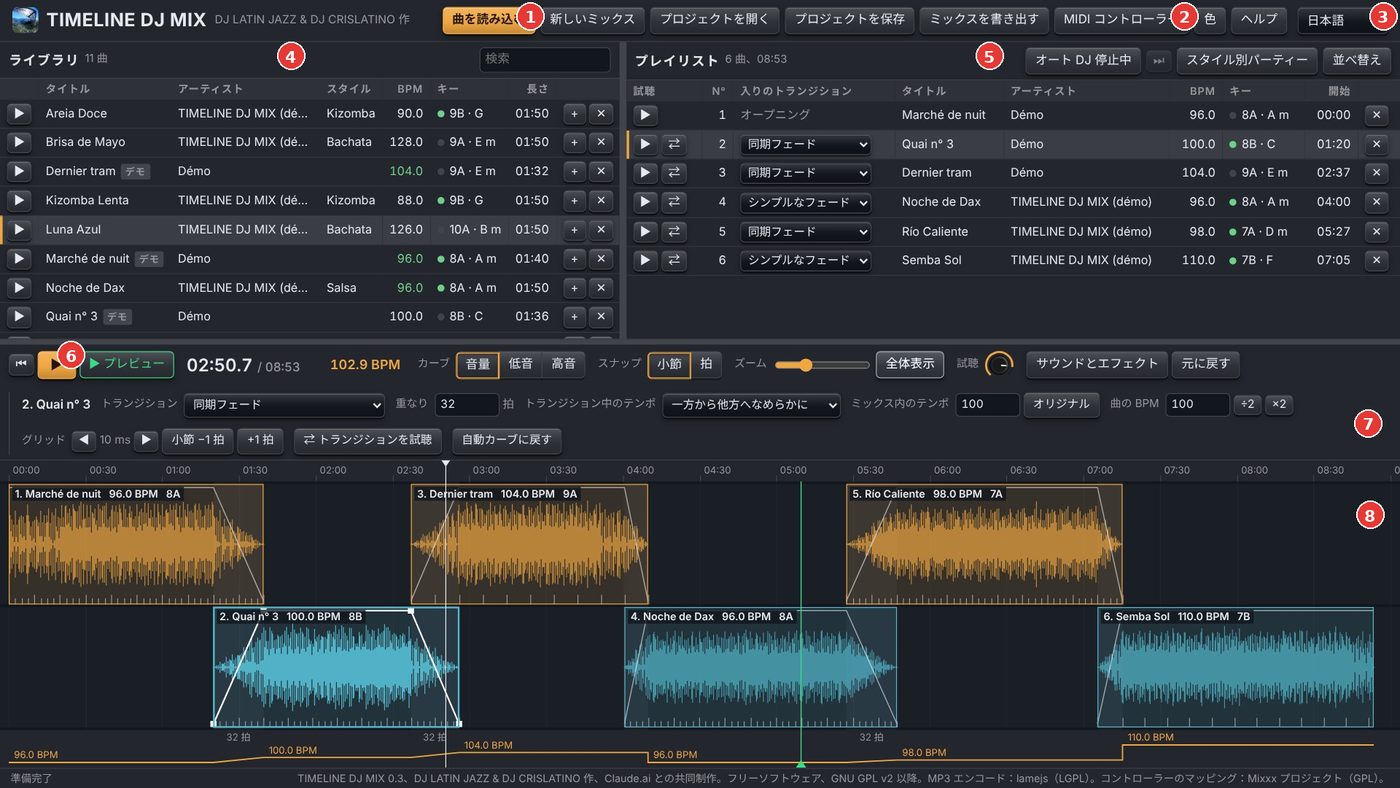 TIMELINE DJ MIX DJ LATIN JAZZ & DJ CRISLATINO 作 曲を読み込む 1 新しいミックス プロジェクトを開く プロジェクトを保存 ミックスを書き出す MIDI コントローラー 2 色 ヘルプ 日本語 3
ライブラリ 11 曲 4 検索
タイトル アーティスト スタイル BPM キー 長さ
Areia Doce TIMELINE DJ MIX (dé... Kizomba 90.0 9B · G 01:50 + ×
Brisa de Mayo TIMELINE DJ MIX (dé... Bachata 128.0 9A · E m 01:50 + ×
Dernier tram デモ Démo 104.0 9A · E m 01:32 + ×
Kizomba Lenta TIMELINE DJ MIX (dé... Kizomba 88.0 9B · G 01:50 + ×
Luna Azul TIMELINE DJ MIX (dé... Bachata 126.0 10A · B m 01:50 + ×
Marché de nuit デモ Démo 96.0 8A · A m 01:40 + ×
Noche de Dax TIMELINE DJ MIX (dé... Salsa 96.0 8A · A m 01:50 + ×
Quai n° 3 デモ Démo 100.0 8B · C 01:36 + ×
プレイリスト 6 曲、08:53 5 オート DJ 停止中 スタイル別パーティー 並べ替え
試聴 N° 入りのトランジション タイトル アーティスト BPM キー 開始
1 オープニング Marché de nuit Démo 96.0 8A · A m 00:00 ×
2 同期フェード Quai n° 3 Démo 100.0 8B · C 01:20 ×
3 同期フェード Dernier tram Démo 104.0 9A · E m 02:37 ×
4 シンプルなフェード Noche de Dax TIMELINE DJ MIX (démo) 96.0 8A · A m 04:00 ×
5 同期フェード Río Caliente TIMELINE DJ MIX (démo) 98.0 7A · D m 05:27 ×
6 シンプルなフェード Semba Sol TIMELINE DJ MIX (démo) 110.0 7B · F 07:05 ×
6 プレビュー 02:50.7 / 08:53 102.9 BPM カーブ 音量 低音 高音 スナップ 小節 拍 ズーム 全体表示 試聴 サウンドとエフェクト 元に戻す
2. Quai n° 3 トランジション 同期フェード 重なり 32 拍 トランジション中のテンポ 一方から他方へなめらかに ミックス内のテンポ 100 オリジナル 曲の BPM 100 ÷2 ×2
7
グリッド ◀ 10 ms ▶ 小節 −1 拍 +1 拍 ⇄ トランジションを試聴 自動カーブに戻す
00:00 00:30 01:00 01:30 02:00 02:30 03:00 03:30 04:00 04:30 05:00 05:30 06:00 06:30 07:00 07:30 08:00 08:30
1. Marché de nuit 96.0 BPM 8A 3. Dernier tram 104.0 BPM 9A 5. Río Caliente 98.0 BPM 7A
8
2. Quai n° 3 100.0 BPM 8B 4. Noche de Dax 96.0 BPM 8A 6. Semba Sol 110.0 BPM 7B
32 拍 32 拍 32 拍
96.0 BPM 100.0 BPM 104.0 BPM 96.0 BPM 98.0 BPM 110.0 BPM
準備完了 TIMELINE DJ MIX 0.3、DJ LATIN JAZZ & DJ CRISLATINO 作、Claude.ai との共同制作。フリーソフトウェア、GNU GPL v2 以降。MP3 エンコード：lamejs（LGPL）。コントローラーのマッピング：Mixxx プロジェクト（GPL）。